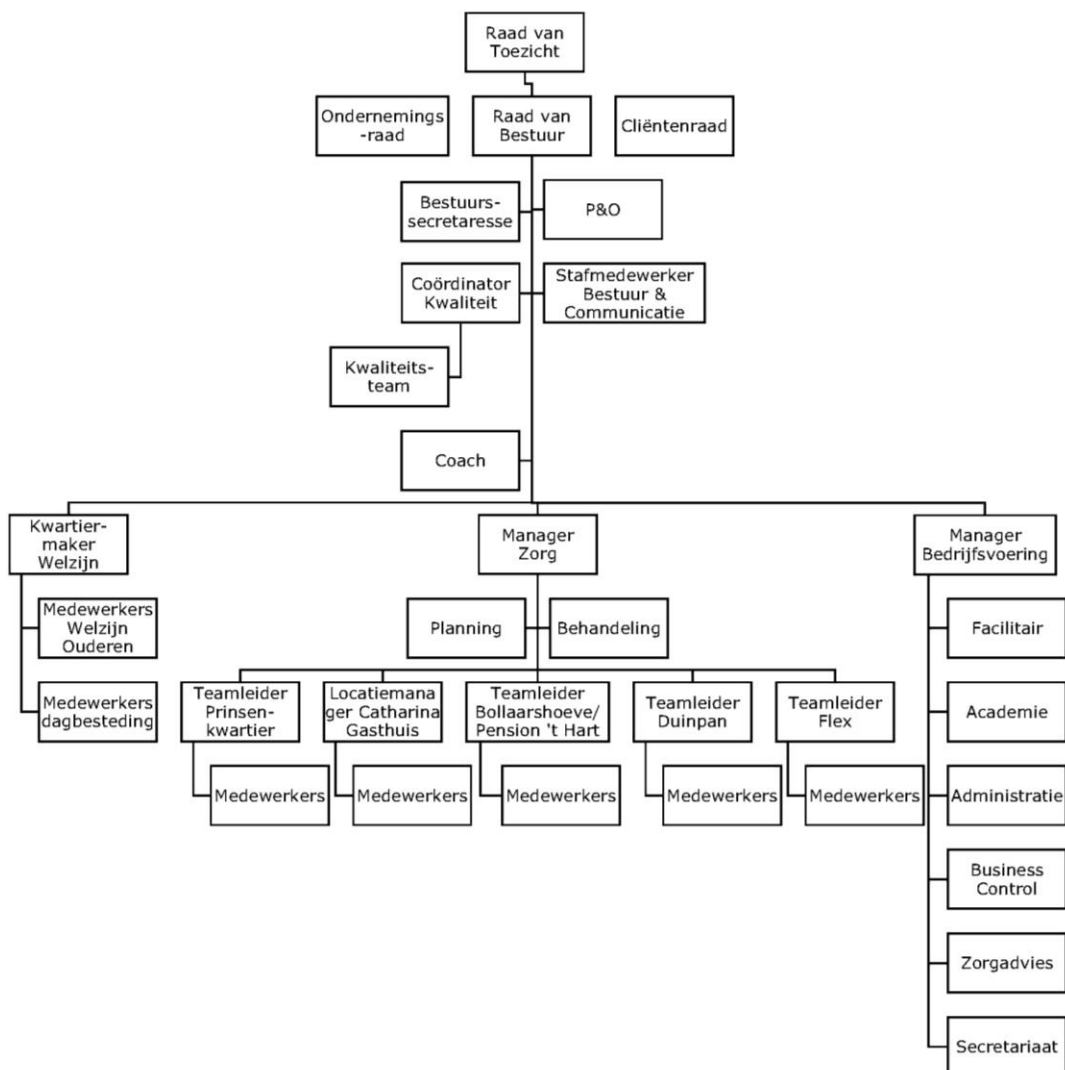 Raad van
Toezicht
Ondernemings
-raad
Raad van
Bestuur
Cliëntenraad
Bestuurs-
secretaresse
P&O
Coördinator
Kwaliteit
Stafmedewerker
Bestuur &
Communicatie
Kwaliteits-
team
Coach
Kwartier-
maker
Welzijn
Manager
Zorg
Manager
Bedrijfsvoering
Medewerkers
Welzijn
Ouderen
Medewerkers
dagbesteding
Planning
Behandeling
Teamleider
Prinsen-
kwartier
Locatiemana
ger Catharina
Gasthuis
Teamleider
Bollaarshoeve/
Pension 't Hart
Teamleider
Duinpan
Teamleider
Flex
Medewerkers
Medewerkers
Medewerkers
Medewerkers
Medewerkers
Facilitair
Academie
Administratie
Business
Control
Zorgadvies
Secretariaat